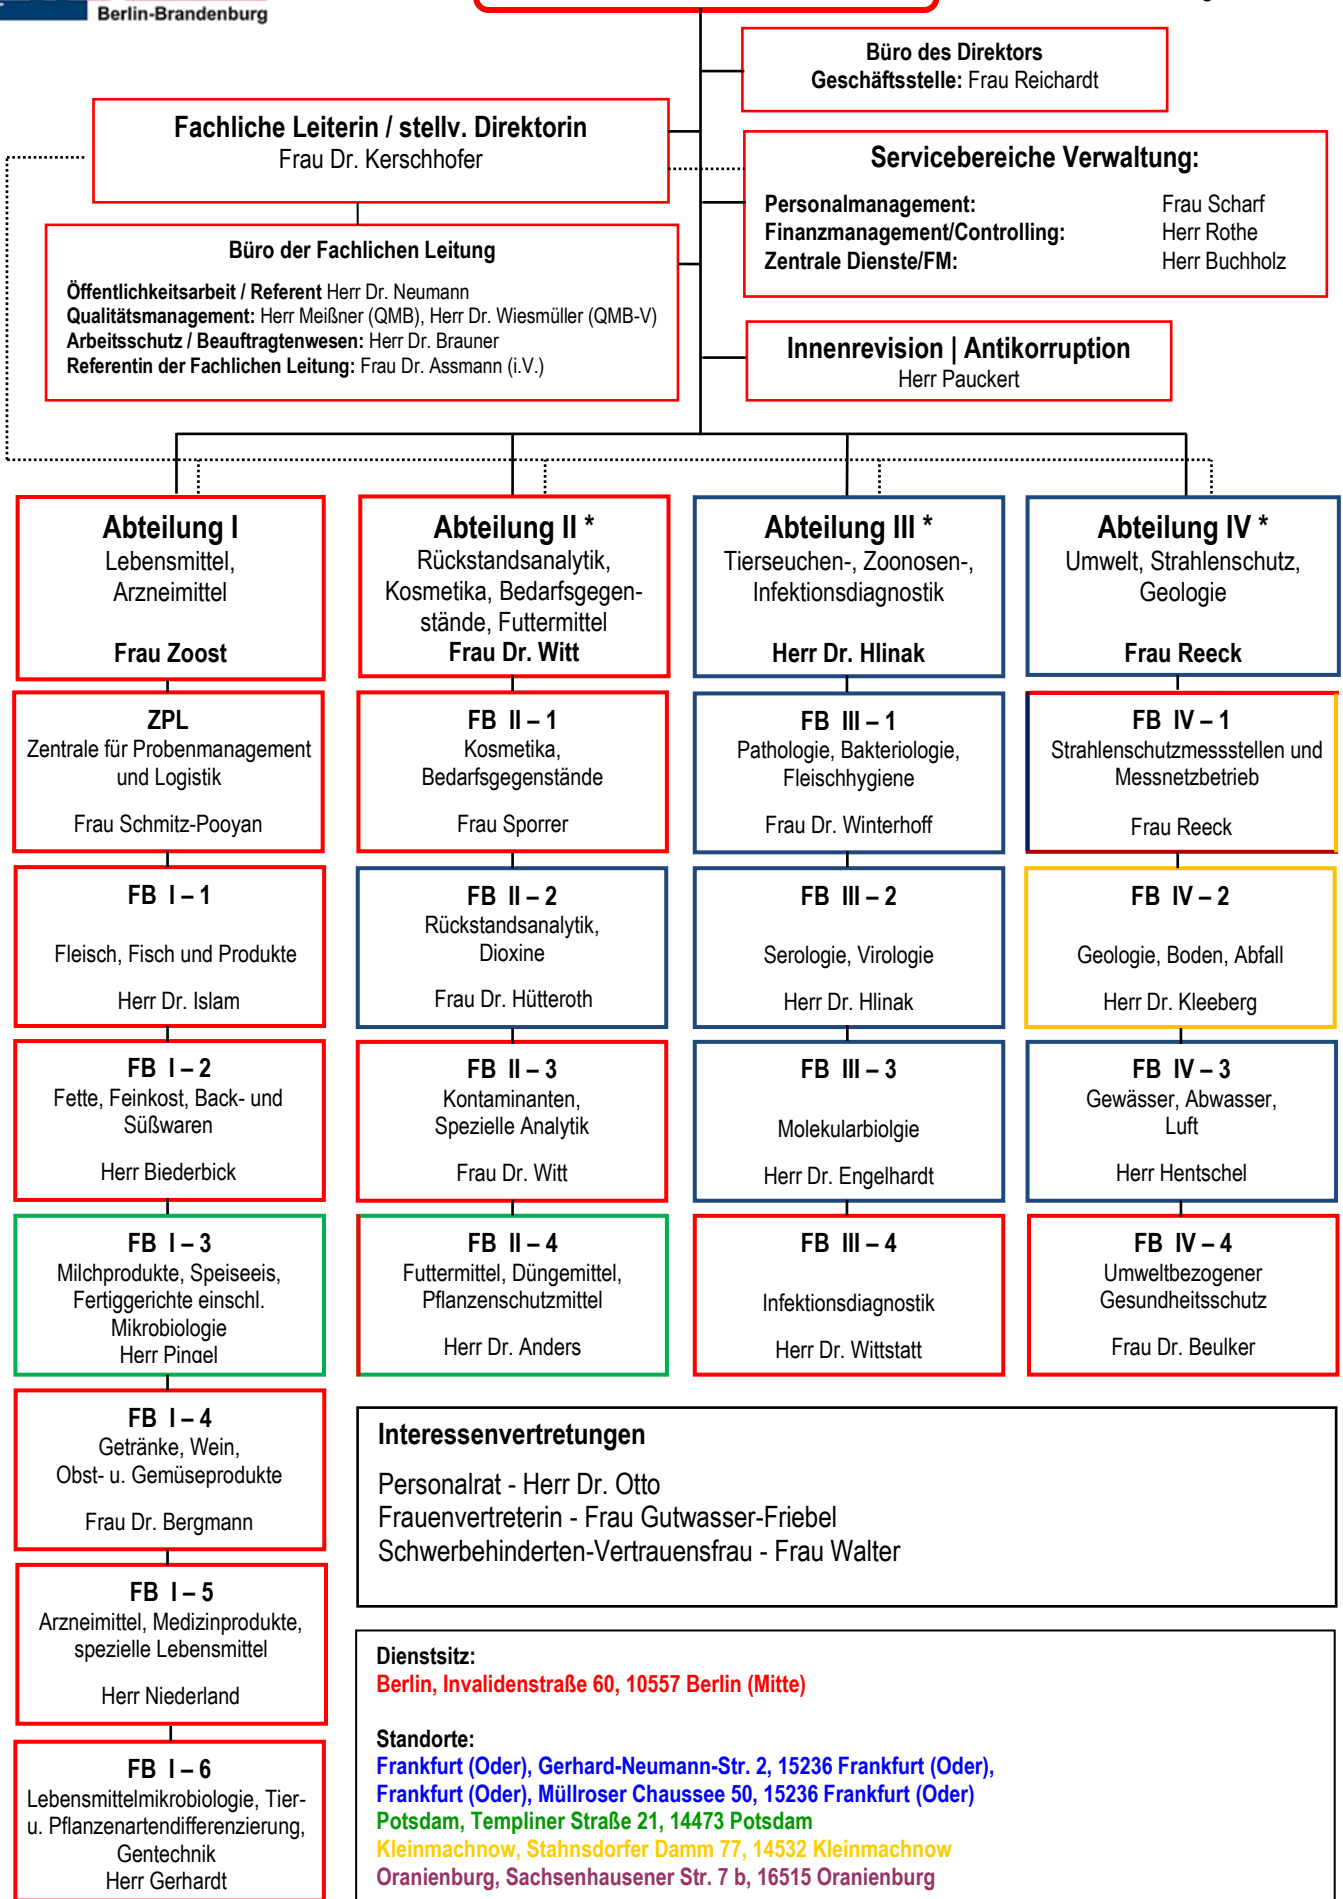 Berlin-Brandenburg
Büro des Direktors
Geschäftsstelle: Frau Reichardt
Fachliche Leiterin / stellv. Direktorin
Frau Dr. Kerschhofer
Servicebereiche Verwaltung:
Personalmanagement: Frau Scharf
Finanzmanagement/Controlling: Herr Rothe
Zentrale Dienste/FM: Herr Buchholz
Büro der Fachlichen Leitung
Öffentlichkeitsarbeit / Referent Herr Dr. Neumann
Qualitätsmanagement: Herr Meißner (QMB), Herr Dr. Wiesmüller (QMB-V)
Arbeitsschutz / Beauftragtenwesen: Herr Dr. Brauner
Referentin der Fachlichen Leitung: Frau Dr. Assmann (i.V.)
Innenrevision | Antikorruption
Herr Pauckert
Abteilung I
Lebensmittel,
Arzneimittel
Frau Zoost
Abteilung II *
Rückstandsanalytik,
Kosmetika, Bedarfsgegen-
stände, Futtermittel
Frau Dr. Witt
Abteilung III *
Tierseuchen-, Zoonosen-,
Infektionsdiagnostik
Herr Dr. Hlinak
Abteilung IV *
Umwelt, Strahlenschutz,
Geologie
Frau Reeck
ZPL
Zentrale für Probenmanagement
und Logistik
Frau Schmitz-Pooyan
FB II – 1
Kosmetika,
Bedarfsgegenstände
Frau Sporrer
FB III – 1
Pathologie, Bakteriologie,
Fleischhygiene
Frau Dr. Winterhoff
FB IV – 1
Strahlenschutzmessstellen und
Messnetzbetrieb
Frau Reeck
FB I – 1
Fleisch, Fisch und Produkte
Herr Dr. Islam
FB II – 2
Rückstandsanalytik,
Dioxine
Frau Dr. Hütteroth
FB III – 2
Serologie, Virologie
Herr Dr. Hlinak
FB IV – 2
Geologie, Boden, Abfall
Herr Dr. Kleeberg
FB I – 2
Fette, Feinkost, Back- und
Süßwaren
Herr Biederbick
FB II – 3
Kontaminanten,
Spezielle Analytik
Frau Dr. Witt
FB III – 3
Molekularbiolgie
Herr Dr. Engelhardt
FB IV – 3
Gewässer, Abwasser,
Luft
Herr Hentschel
FB I – 3
Milchprodukte, Speiseeis,
Fertiggerichte einschl.
Mikrobiologie
Herr Pingel
FB II – 4
Futtermittel, Düngemittel,
Pflanzenschutzmittel
Herr Dr. Anders
FB III – 4
Infektionsdiagnostik
Herr Dr. Wittstatt
FB IV – 4
Umweltbezogener
Gesundheitsschutz
Frau Dr. Beulker
FB I – 4
Getränke, Wein,
Obst- u. Gemüseprodukte
Frau Dr. Bergmann
FB I – 5
Arzneimittel, Medizinprodukte,
spezielle Lebensmittel
Herr Niederland
FB I – 6
Lebensmittelmikrobiologie, Tier-
u. Pflanzenartendifferenzierung,
Gentechnik
Herr Gerhardt
Interessenvertretungen
Personalrat - Herr Dr. Otto
Frauenvertreterin - Frau Gutwasser-Friebel
Schwerbehinderten-Vertrauensfrau - Frau Walter
Dienstsitz:
Berlin, Invalidenstraße 60, 10557 Berlin (Mitte)
Standorte:
Frankfurt (Oder), Gerhard-Neumann-Str. 2, 15236 Frankfurt (Oder),
Frankfurt (Oder), Müllroser Chaussee 50, 15236 Frankfurt (Oder)
Potsdam, Templiner Straße 21, 14473 Potsdam
Kleinmachnow, Stahnsdorfer Damm 77, 14532 Kleinmachnow
Oranienburg, Sachsenhausener Str. 7 b, 16515 Oranienburg